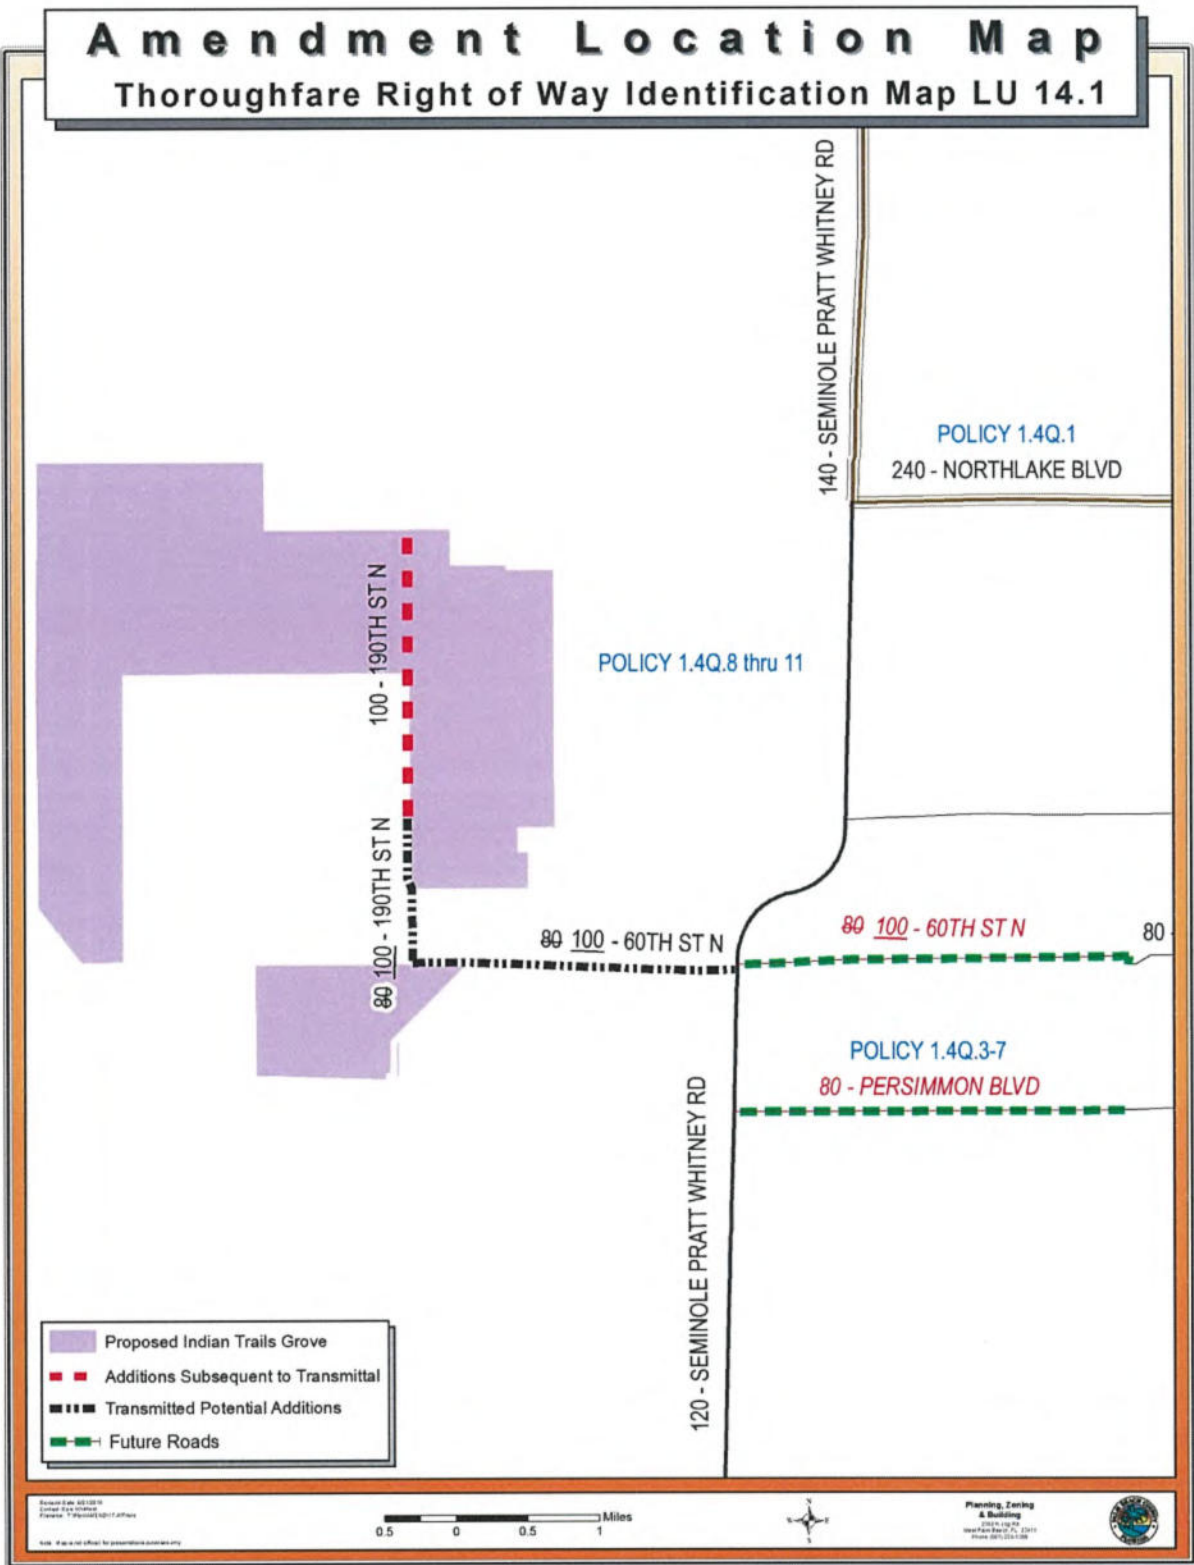 Amendment Location Map
Thoroughfare Right of Way Identification Map LU 14.1
140 - SEMINOLE PRATT WHITNEY RD
POLICY 1.4Q.1
240 - NORTHLAKE BLVD
100 - 190TH ST N
POLICY 1.4Q.8 thru 11
80 100 - 190TH ST N
80 100 - 60TH ST N
80 100 - 60TH ST N
80
POLICY 1.4Q.3-7
80 - PERSIMMON BLVD
120 - SEMINOLE PRATT WHITNEY RD
Proposed Indian Trails Grove
Additions Subsequent to Transmittal
Transmitted Potential Additions
Future Roads
0.5 0 0.5 1 Miles
N
W E
S
Planning, Zoning
& Building